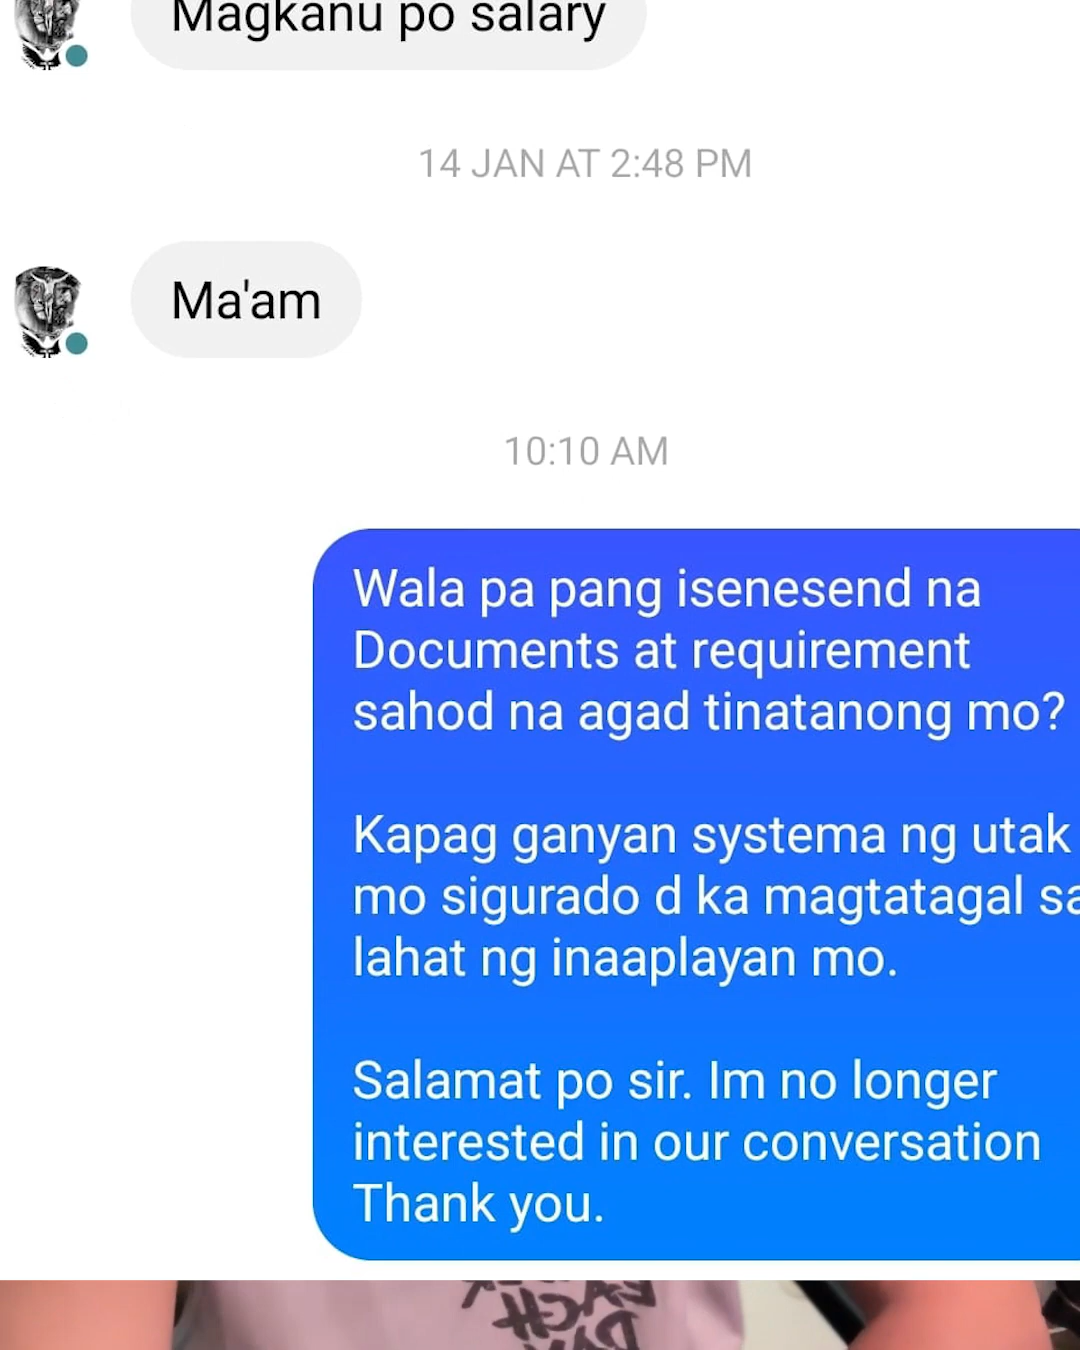 Magkanu po salary
14 JAN AT 2:48 PM
Ma'am
10:10 AM
Wala pa pang isenesend na
Documents at requirement
sahod na agad tinatanong mo?
Kapag ganyan systema ng utak
mo sigurado d ka magtatagal sa
lahat ng inaaplayan mo.
Salamat po sir. Im no longer
interested in our conversation
Thank you.